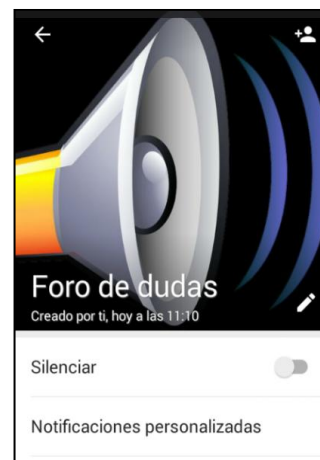 Foro de dudas
Creado por ti, hoy a las 11:10
Silenciar
Notificaciones personalizadas